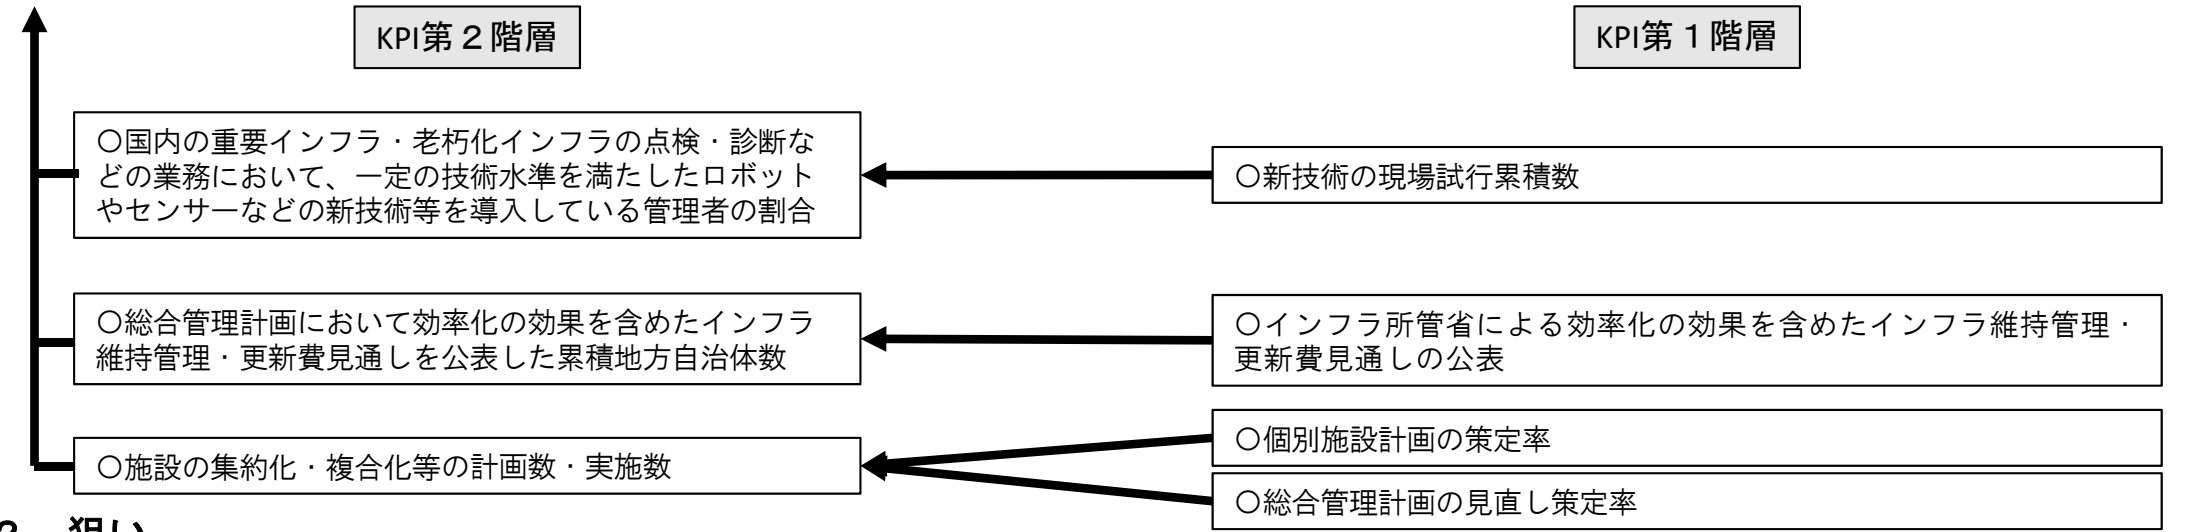 KPI第２階層
KPI第１階層
〇国内の重要インフラ・老朽化インフラの点検・診断な
どの業務において、一定の技術水準を満たしたロボット
やセンサーなどの新技術等を導入している管理者の割合
〇新技術の現場試行累積数
〇総合管理計画において効率化の効果を含めたインフラ
維持管理・更新費見通しを公表した累積地方自治体数
〇インフラ所管省による効率化の効果を含めたインフラ維持管理・
更新費見通しの公表
〇施設の集約化・複合化等の計画数・実施数
〇個別施設計画の策定率
〇総合管理計画の見直し策定率
狙い